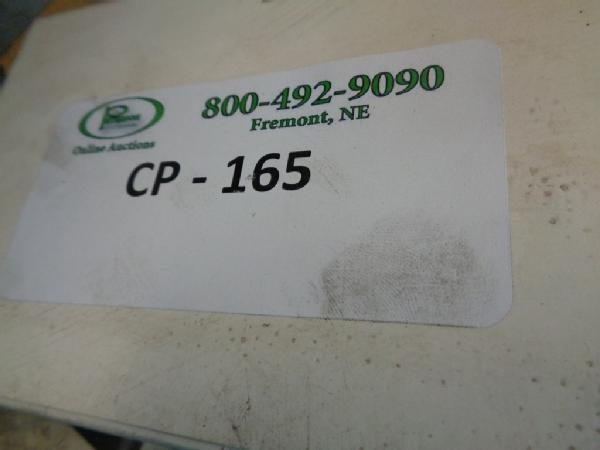 800-492-9090
Fremont, NE
Online Auctions
CP - 165